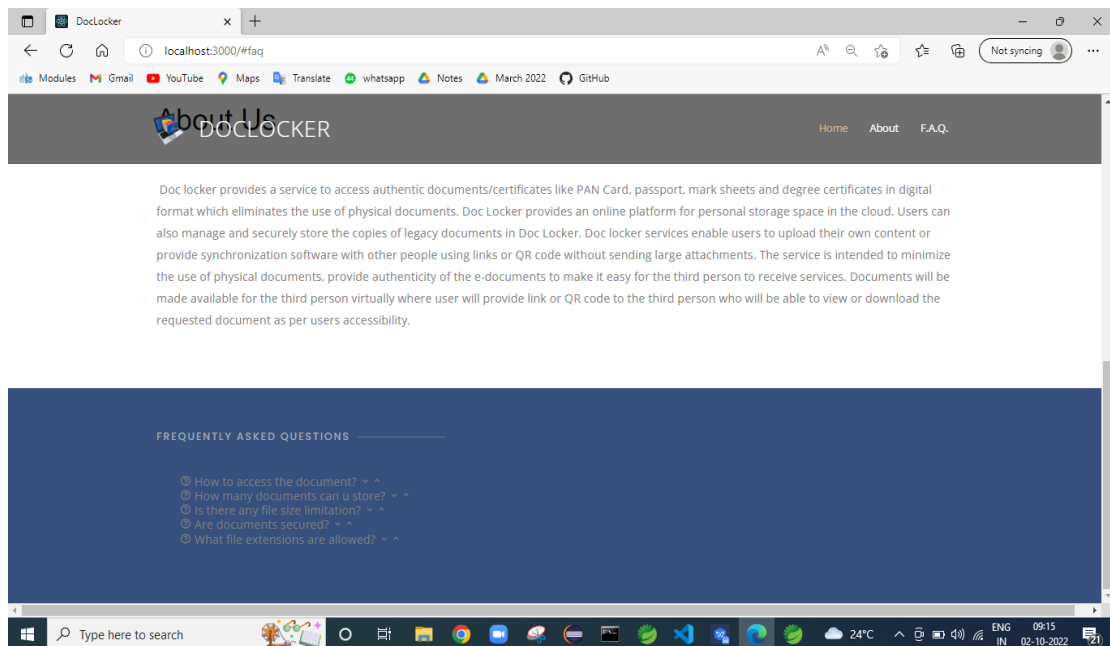 DocLocker
localhost:3000/#faq
Not syncing
Modules Gmail YouTube Maps Translate whatsapp Notes March 2022 GitHub
About Us
DOCLOCKER
Home About F.A.Q.
Doc locker provides a service to access authentic documents/certificates like PAN Card, passport, mark sheets and degree certificates in digital
format which eliminates the use of physical documents. Doc Locker provides an online platform for personal storage space in the cloud. Users can
also manage and securely store the copies of legacy documents in Doc Locker. Doc locker services enable users to upload their own content or
provide synchronization software with other people using links or QR code without sending large attachments. The service is intended to minimize
the use of physical documents, provide authenticity of the e-documents to make it easy for the third person to receive services. Documents will be
made available for the third person virtually where user will provide link or QR code to the third person who will be able to view or download the
requested document as per users accessibility.
FREQUENTLY ASKED QUESTIONS
How to access the document?
How many documents can u store?
Is there any file size limitation?
Are documents secured?
What file extensions are allowed?
Type here to search
24°C
ENG
IN
09:15
02-10-2022
21